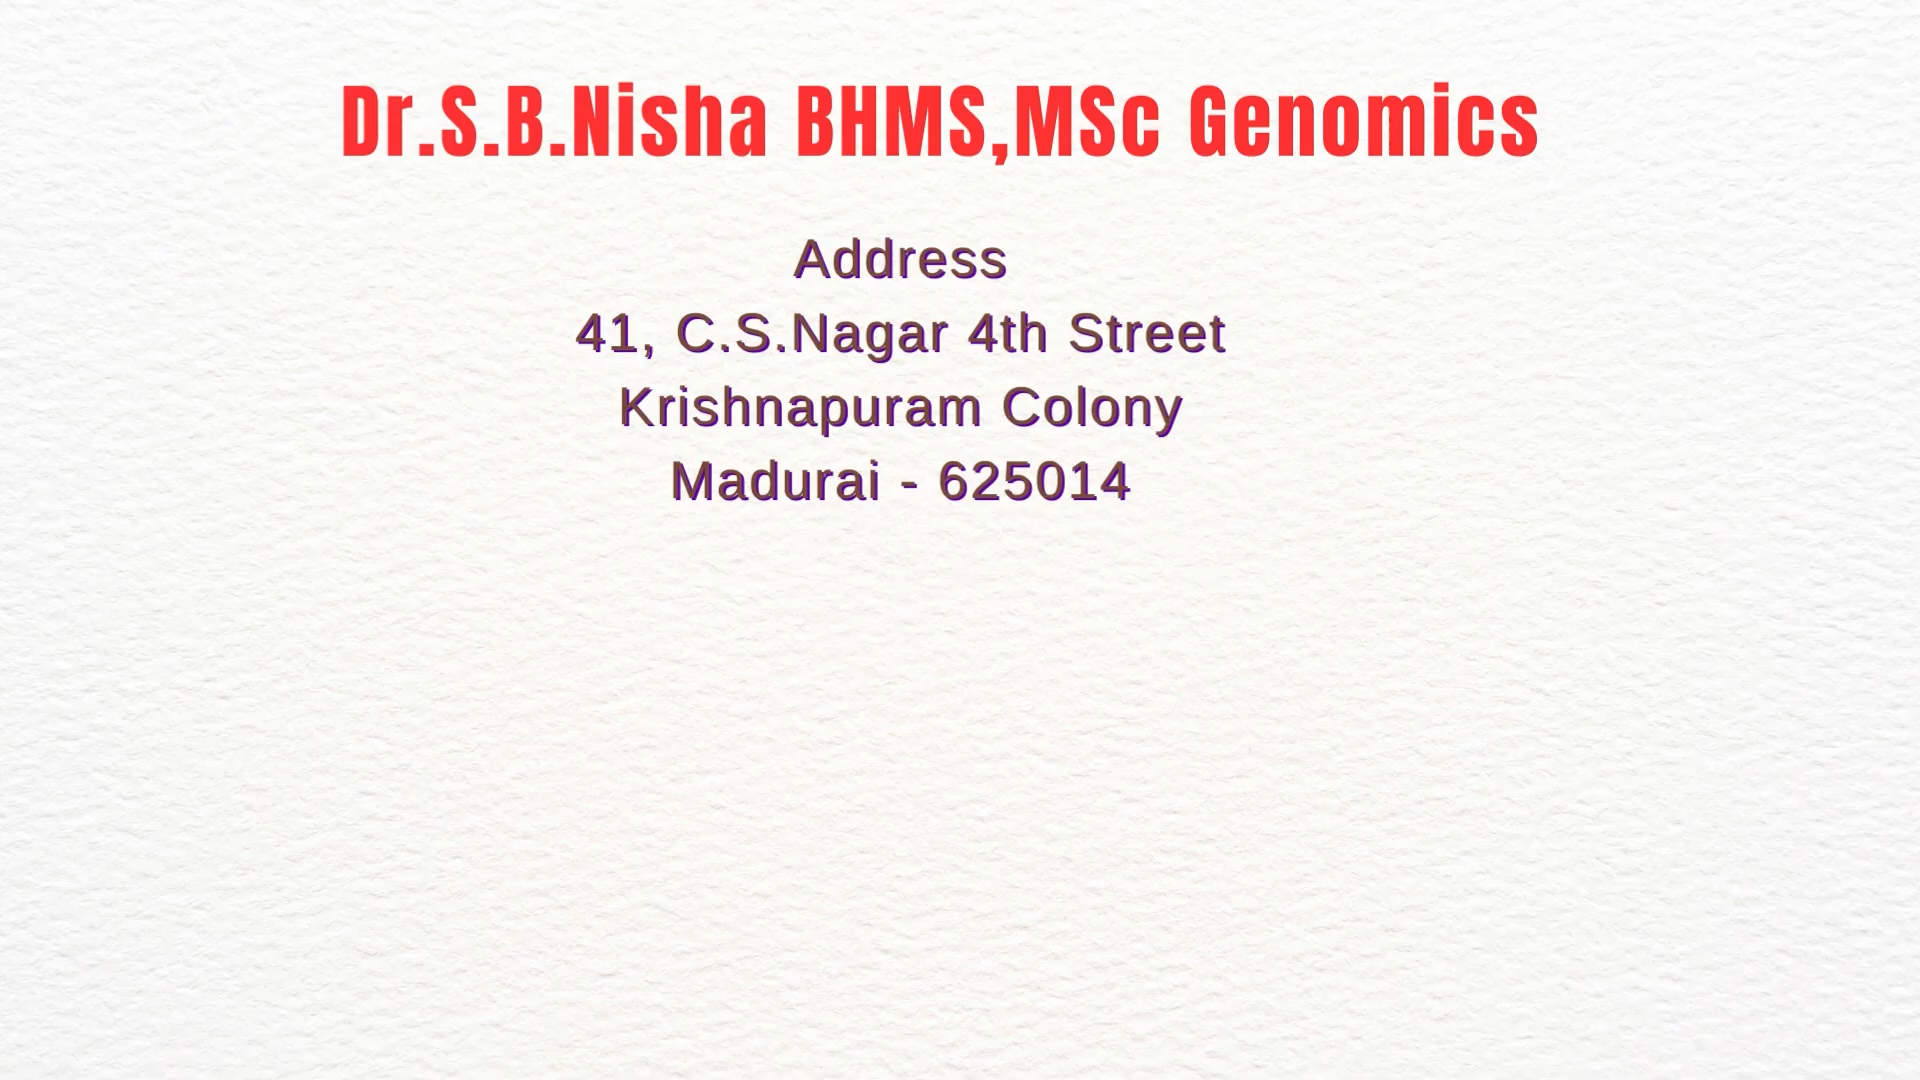 Dr.S.B.Nisha BHMS,MSc Genomics
Address
41, C.S.Nagar 4th Street
Krishnapuram Colony
Madurai - 625014